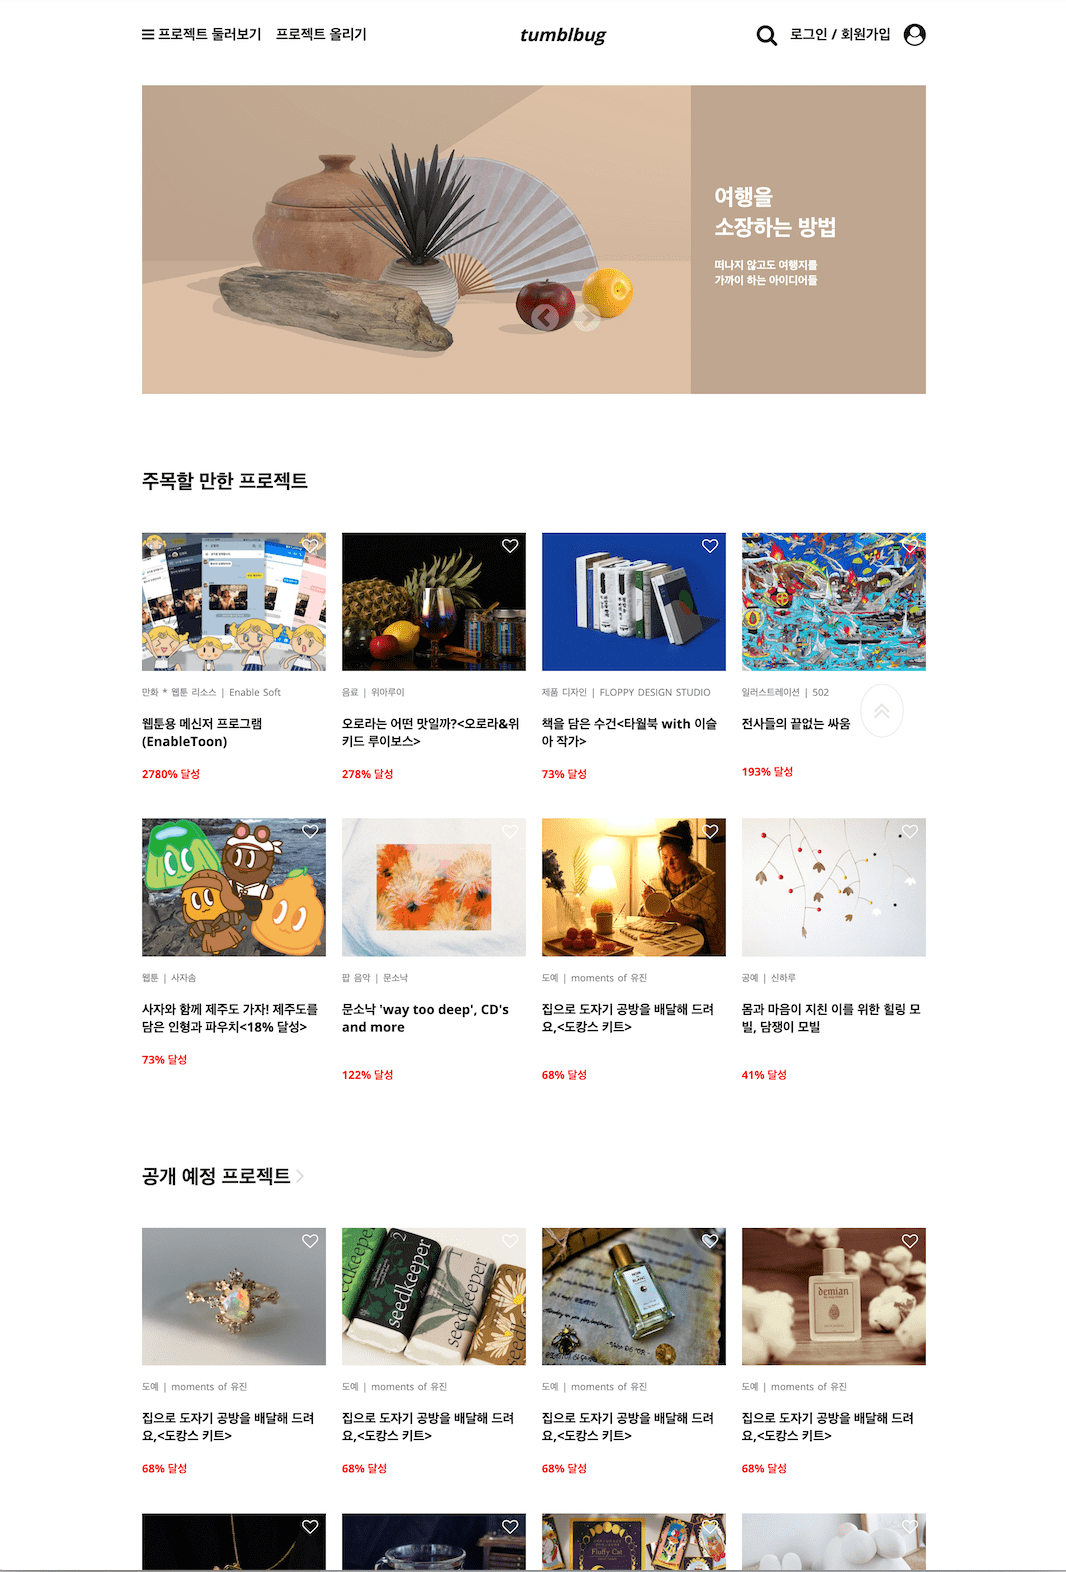 프로젝트 둘러보기 프로젝트 올리기 tumblbug 로그인 / 회원가입
여행을
소장하는 방법
떠나지 않고도 여행지를
가까이 하는 아이디어들
주목할 만한 프로젝트
만화 * 웹툰 리소스 | Enable Soft
웹툰용 메신저 프로그램
(EnableToon)
2780% 달성
음료 | 위아루이
오로라는 어떤 맛일까?<오로라&위
키드 루이보스>
278% 달성
제품 디자인 | FLOPPY DESIGN STUDIO
책을 담은 수건<타월북 with 이슬
아 작가>
73% 달성
일러스트레이션 | 502
전사들의 끝없는 싸움
193% 달성
웹툰 | 사자솜
사자와 함께 제주도 가자! 제주도를
담은 인형과 파우치<18% 달성>
73% 달성
팝 음악 | 문소낙
문소낙 'way too deep', CD's
and more
122% 달성
도예 | moments of 유진
집으로 도자기 공방을 배달해 드려
요,<도캉스 키트>
68% 달성
공예 | 신하루
몸과 마음이 지친 이를 위한 힐링 모
빌, 담쟁이 모빌
41% 달성
공개 예정 프로젝트
도예 | moments of 유진
집으로 도자기 공방을 배달해 드려
요,<도캉스 키트>
68% 달성
seedkeeper
seedkeeper 2
seedkeeper
도예 | moments of 유진
집으로 도자기 공방을 배달해 드려
요,<도캉스 키트>
68% 달성
도예 | moments of 유진
집으로 도자기 공방을 배달해 드려
요,<도캉스 키트>
68% 달성
demian
도예 | moments of 유진
집으로 도자기 공방을 배달해 드려
요,<도캉스 키트>
68% 달성
Fluffy Cat